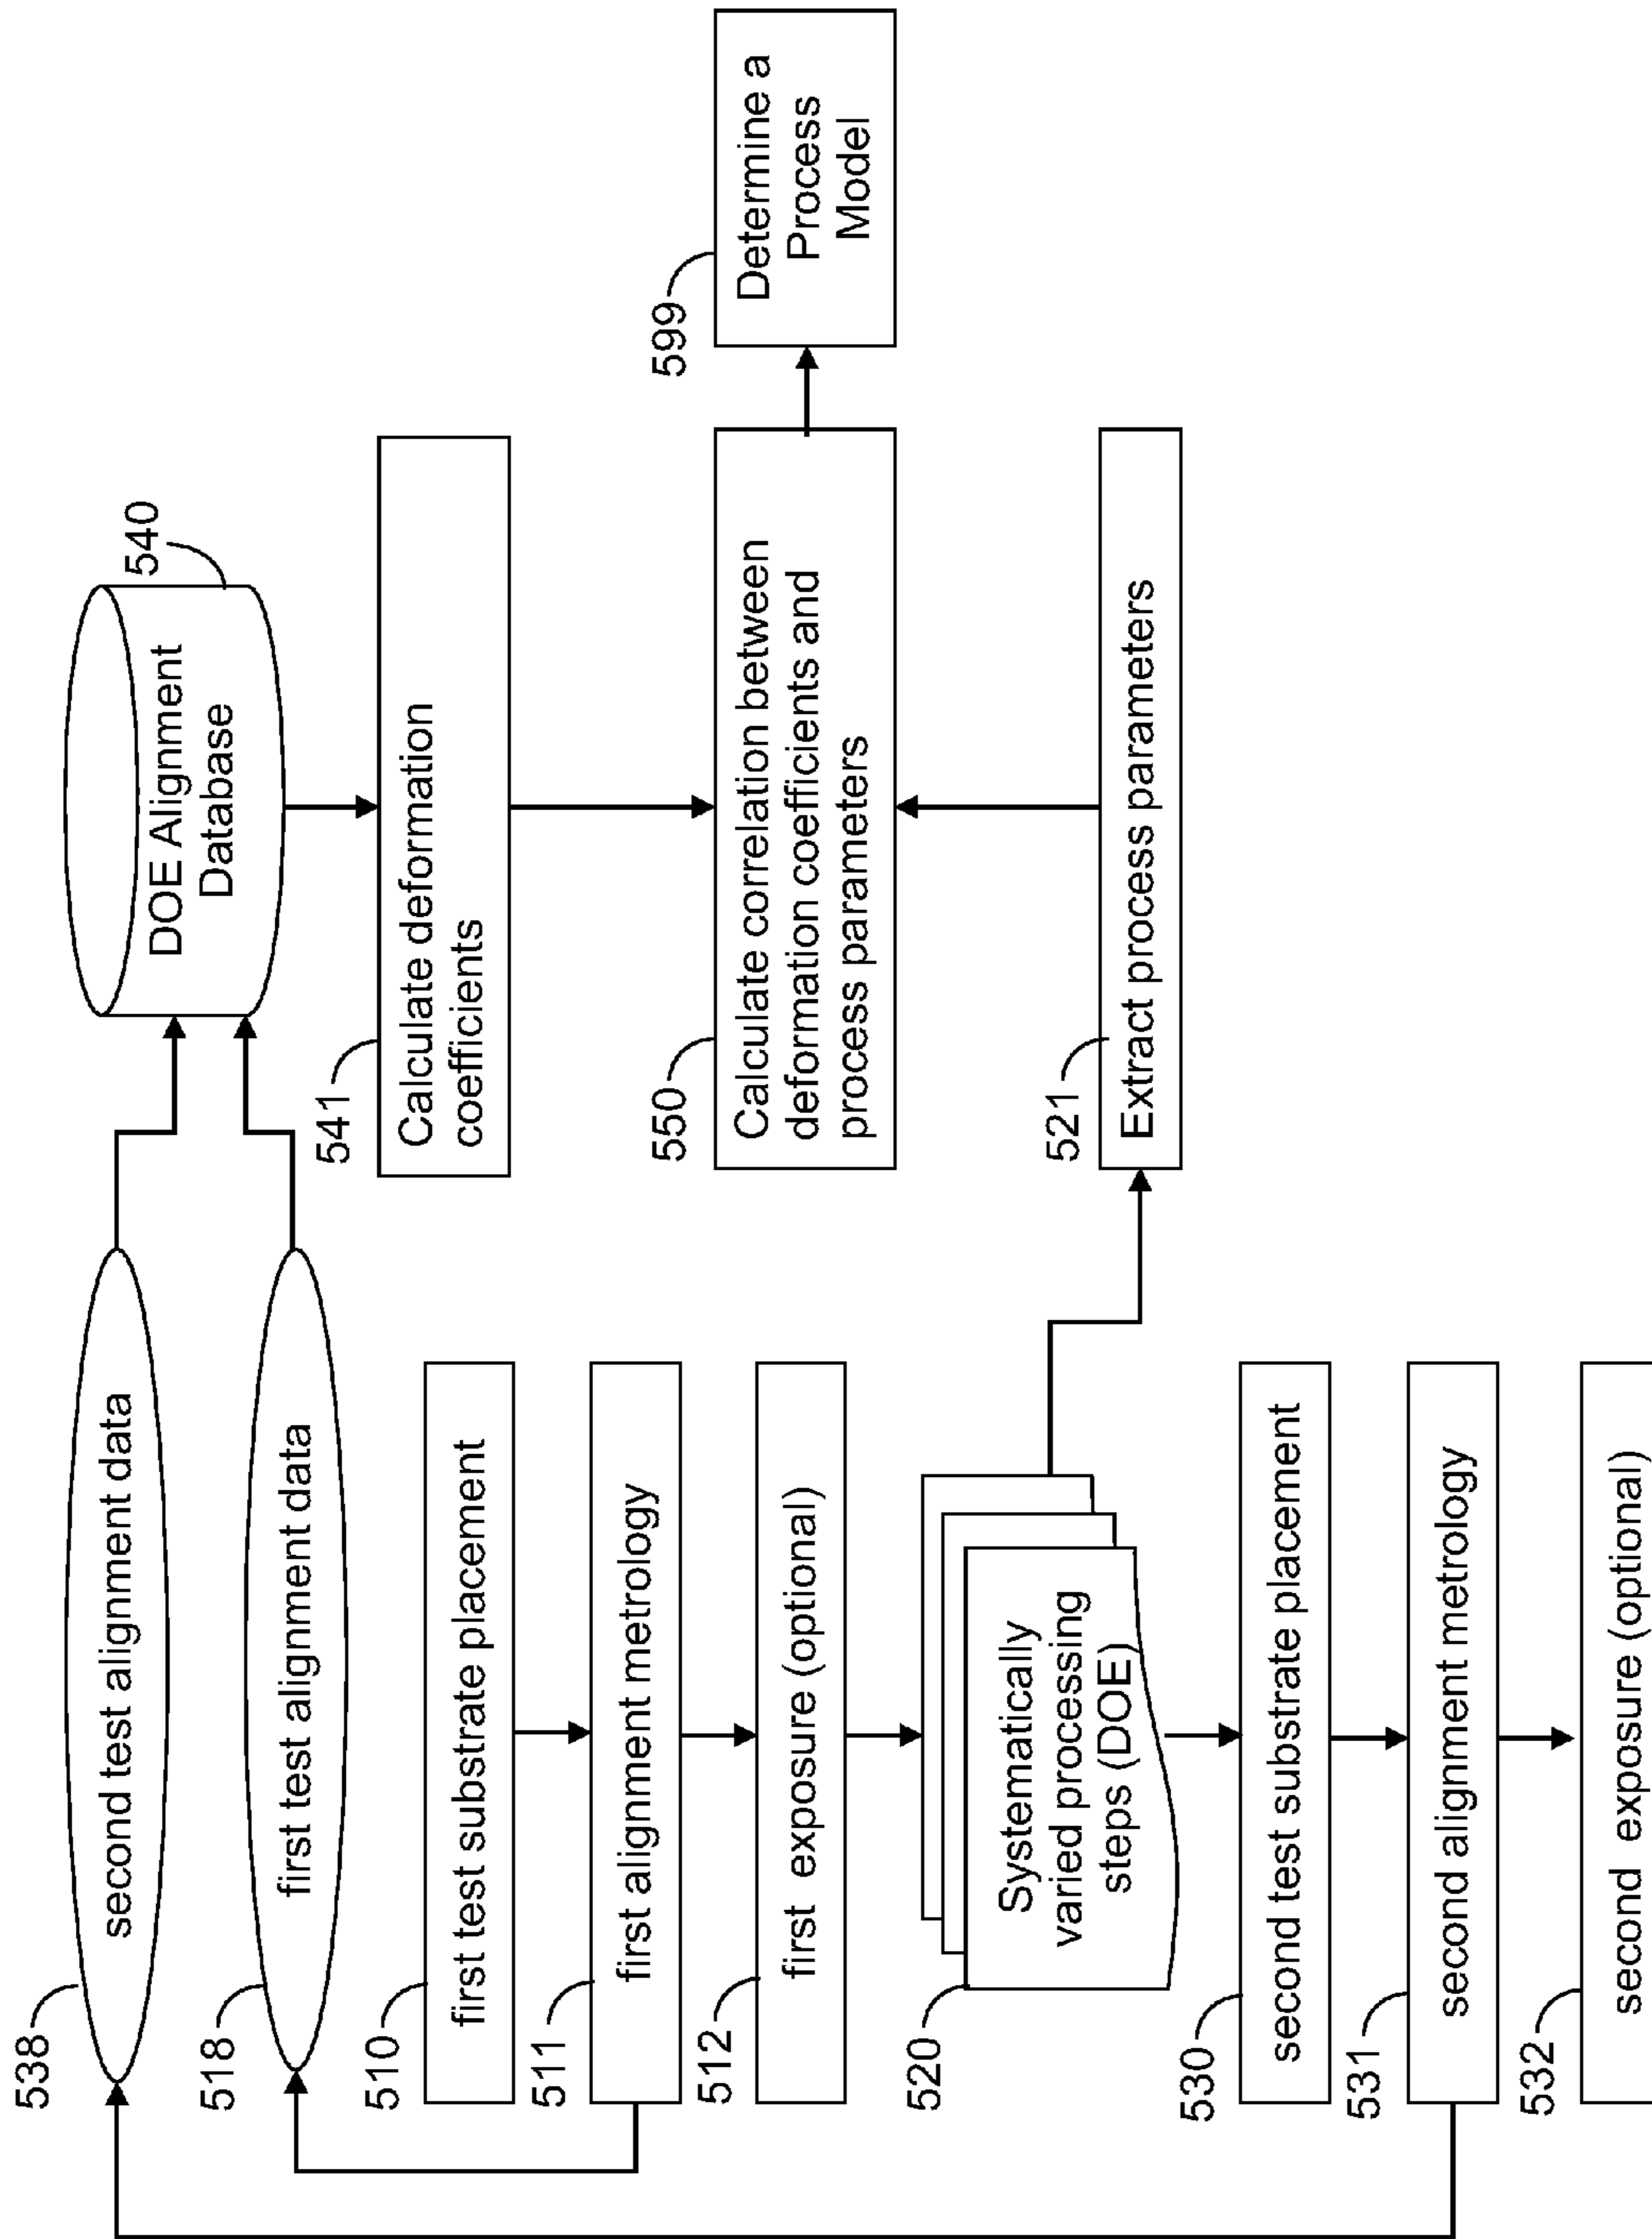 538
second test alignment data
518
first test alignment data
510
first test substrate placement
511
first alignment metrology
512
first exposure (optional)
520
Systematically
varied processing
steps (DOE)
530
second test substrate placement
531
second alignment metrology
532
second exposure (optional)
540
DOE Alignment
Database
541
Calculate deformation
coefficients
550
Calculate correlation between
deformation coefficients and
process parameters
521
Extract process parameters
599
Determine a
Process
Model